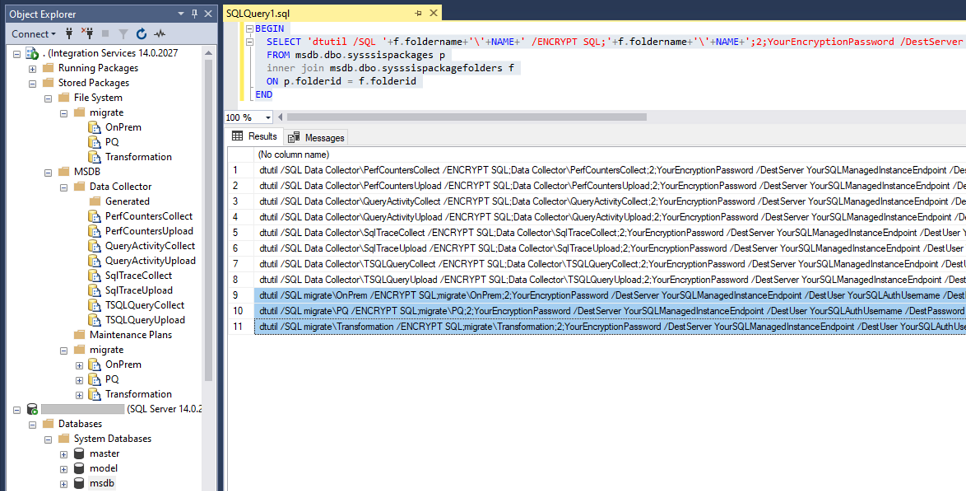 Object Explorer
Connect
. (Integration Services 14.0.2027
Running Packages
Stored Packages
File System
migrate
OnPrem
PQ
Transformation
MSDB
Data Collector
Generated
PerfCountersCollect
PerfCountersUpload
QueryActivityCollect
QueryActivityUpload
SqlTraceCollect
SqlTraceUpload
TSQLQueryCollect
TSQLQueryUpload
Maintenance Plans
migrate
OnPrem
PQ
Transformation
(SQL Server 14.0.2
Databases
System Databases
master
model
msdb
SQLQuery1.sql
BEGIN
SELECT 'dtutil /SQL '+f.foldername+'\'+NAME+' /ENCRYPT SQL;'+f.foldername+'\'+NAME+';2;YourEncryptionPassword /DestServer
FROM msdb.dbo.sysssispackages p
inner join msdb.dbo.sysssispackagefolders f
ON p.folderid = f.folderid
END
100 %
Results Messages
(No column name)
1 dtutil /SQL Data Collector\PerfCountersCollect /ENCRYPT SQL;Data Collector\PerfCountersCollect;2;YourEncryptionPassword /DestServer YourSQLManagedInstanceEndpoint /De
2 dtutil /SQL Data Collector\PerfCountersUpload /ENCRYPT SQL;Data Collector\PerfCountersUpload;2;YourEncryptionPassword /DestServer YourSQLManagedInstanceEndpoint /De
3 dtutil /SQL Data Collector\QueryActivityCollect /ENCRYPT SQL;Data Collector\QueryActivityCollect;2;YourEncryptionPassword /DestServer YourSQLManagedInstanceEndpoint /Des
4 dtutil /SQL Data Collector\QueryActivityUpload /ENCRYPT SQL;Data Collector\QueryActivityUpload;2;YourEncryptionPassword /DestServer YourSQLManagedInstanceEndpoint /Des
5 dtutil /SQL Data Collector\SqlTraceCollect /ENCRYPT SQL;Data Collector\SqlTraceCollect;2;YourEncryptionPassword /DestServer YourSQLManagedInstanceEndpoint /DestUser Y
6 dtutil /SQL Data Collector\SqlTraceUpload /ENCRYPT SQL;Data Collector\SqlTraceUpload;2;YourEncryptionPassword /DestServer YourSQLManagedInstanceEndpoint /DestUser
7 dtutil /SQL Data Collector\TSQLQueryCollect /ENCRYPT SQL;Data Collector\TSQLQueryCollect;2;YourEncryptionPassword /DestServer YourSQLManagedInstanceEndpoint /Dest
8 dtutil /SQL Data Collector\TSQLQueryUpload /ENCRYPT SQL;Data Collector\TSQLQueryUpload;2;YourEncryptionPassword /DestServer YourSQLManagedInstanceEndpoint /Dest
9 dtutil /SQL migrate\OnPrem /ENCRYPT SQL;migrate\OnPrem;2;YourEncryptionPassword /DestServer YourSQLManagedInstanceEndpoint /DestUser YourSQLAuthUsername /Dest
10 dtutil /SQL migrate\PQ /ENCRYPT SQL;migrate\PQ;2;YourEncryptionPassword /DestServer YourSQLManagedInstanceEndpoint /DestUser YourSQLAuthUsername /DestPassword
11 dtutil /SQL migrate\Transformation /ENCRYPT SQL;migrate\Transformation;2;YourEncryptionPassword /DestServer YourSQLManagedInstanceEndpoint /DestUser YourSQLAuthUse